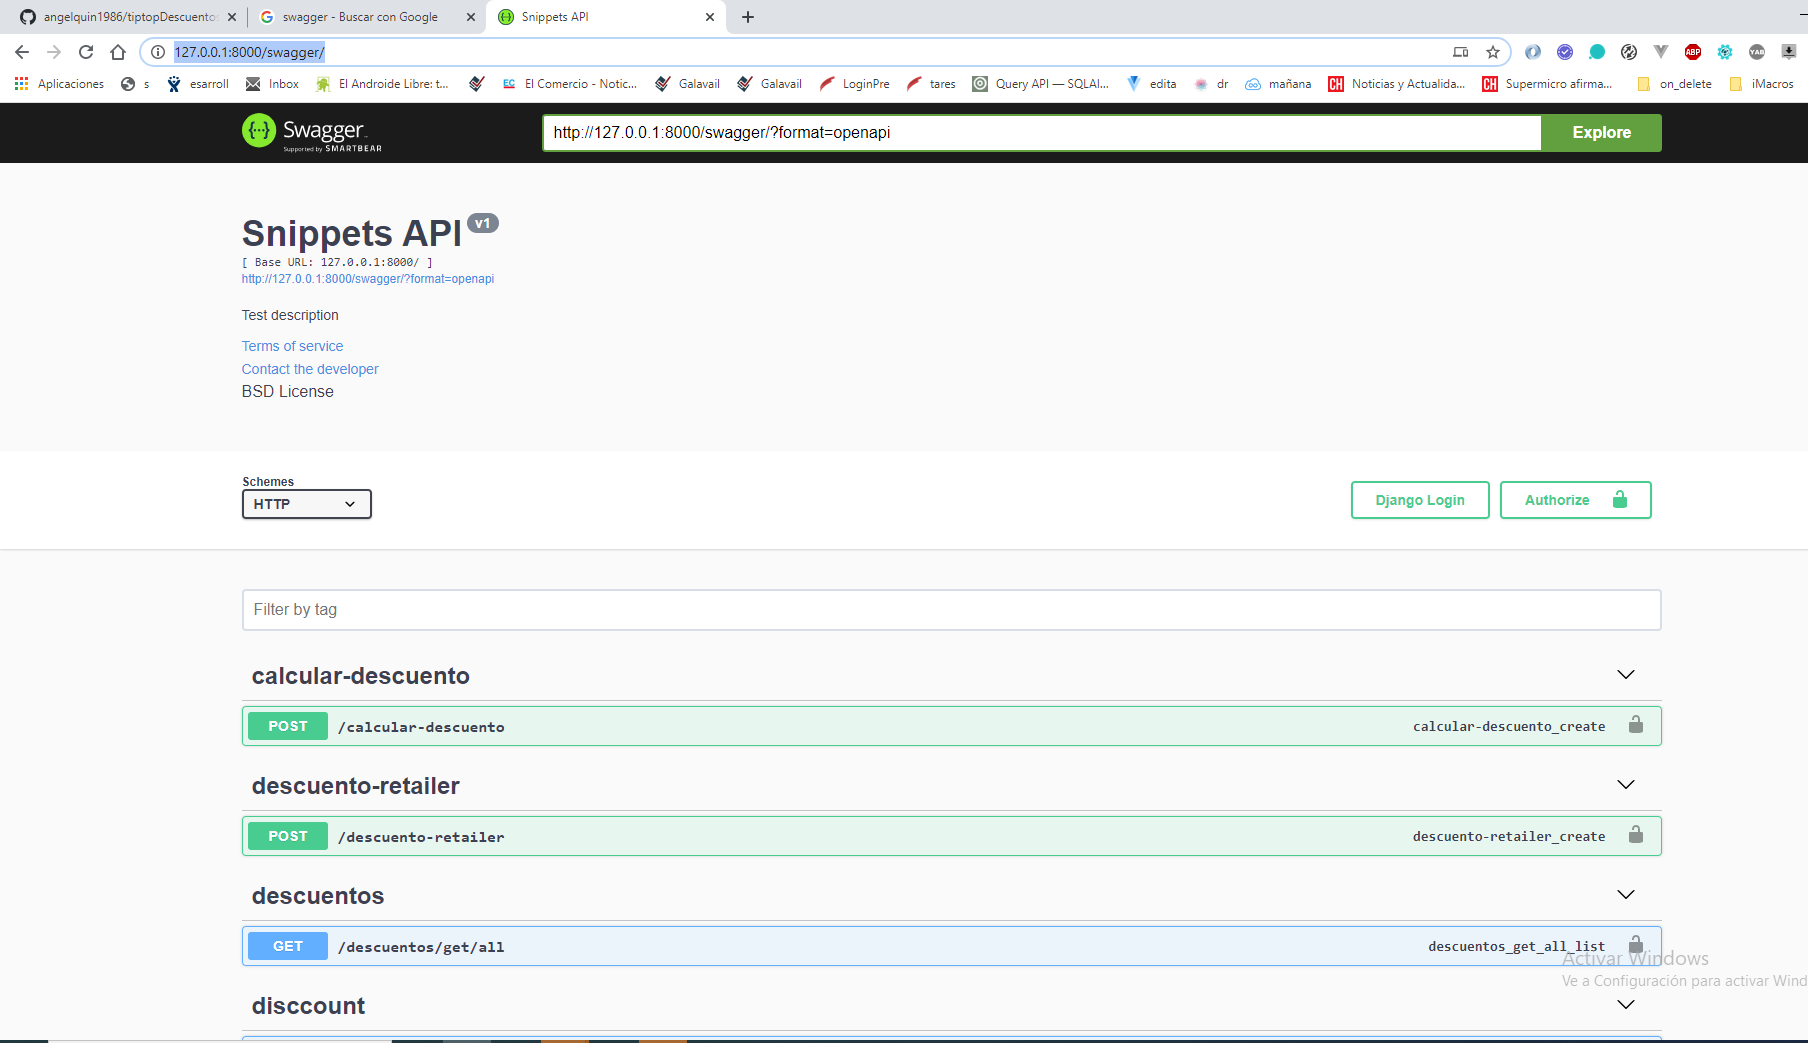 angelquin1986/tiptopDescuento
swagger - Buscar con Google
Snippets API
127.0.0.1:8000/swagger/
ABP
YAB
Aplicaciones
s
esarroll
Inbox
El Androide Libre: t...
EC El Comercio - Notic...
Galavail
Galavail
LoginPre
tares
Query API — SQLAl...
edita
dr
mañana
CH Noticias y Actualida...
CH Supermicro afirma...
on_delete
iMacros
Swagger
Supported by SMARTBEAR
http://127.0.0.1:8000/swagger/?format=openapi
Explore
Snippets API v1
[ Base URL: 127.0.0.1:8000/ ]
http://127.0.0.1:8000/swagger/?format=openapi
Test description
Terms of service
Contact the developer
BSD License
Schemes
HTTP
Django Login
Authorize
Filter by tag
calcular-descuento
POST /calcular-descuento calcular-descuento_create
descuento-retailer
POST /descuento-retailer descuento-retailer_create
descuentos
GET /descuentos/get/all descuentos_get_all_list
Activar Windows
Ve a Configuración para activar Wind
disccount